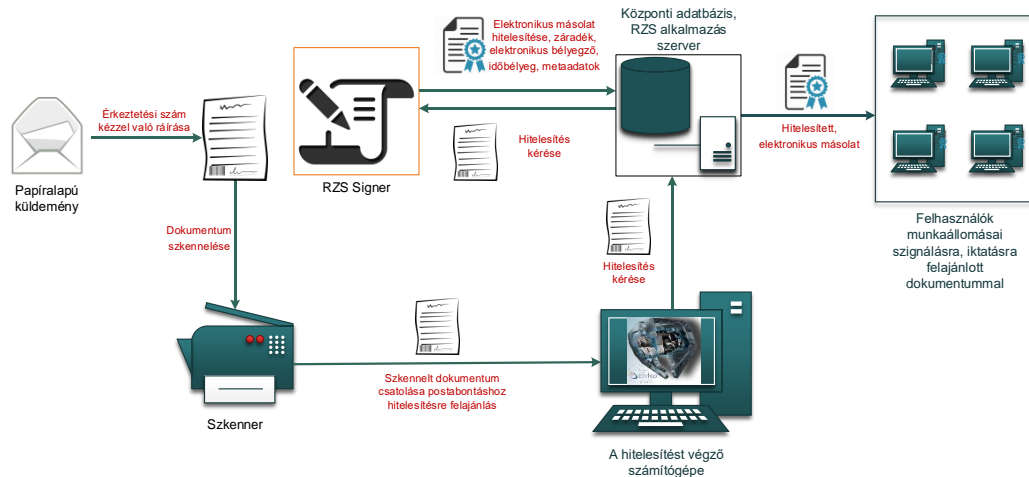 Papíralapú
küldemény
Érkeztetési szám
kézzel való ráírása
Dokumentum
szkennelése
Szkenner
Szkennelt dokumentum
csatolása postabontáshoz
hitelesítésre felajánlás
A hitelesítést végző
számítógépe
Hitelesítés
kérése
Központi adatbázis,
RZS alkalmazás
szerver
Hitelesítés
kérése
RZS Signer
Elektronikus másolat
hitelesítése, záradék,
elektronikus bélyegző,
időbélyeg, metaadatok
Hitelesített,
elektronikus másolat
Felhasználók
munkaállomásai
szignálásra, iktatásra
felajánlott
dokumentummal